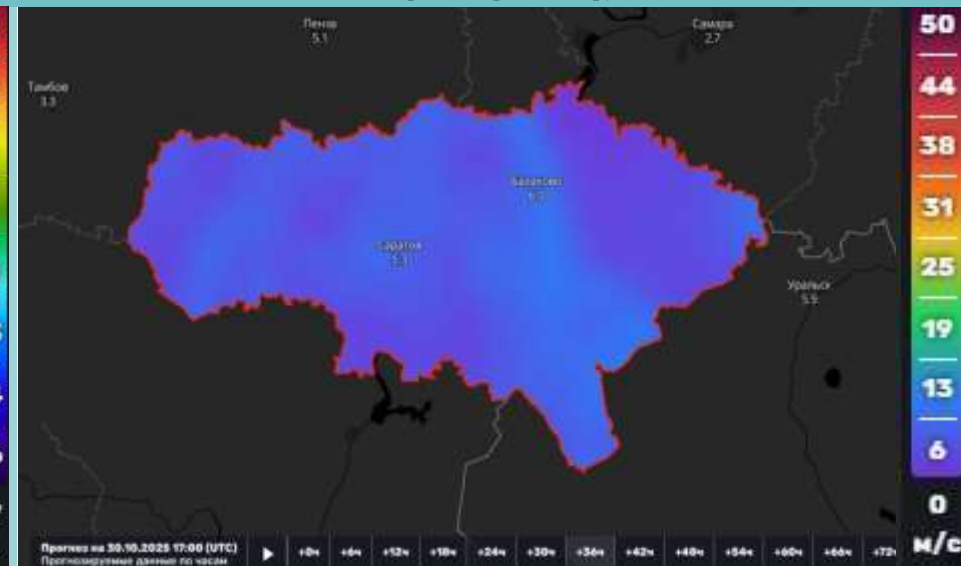 Пенза
5.1
Самара
2.7
Тамбов
3.3
Балаково
Саратов
5.3
Уральск
5.9
50
44
38
31
25
19
13
6
0
м/с
Прогноз на 30.10.2025 17:00 (UTC)
Прогнозируемые данные по часам
+0ч +6ч +12ч +18ч +24ч +30ч +36ч +42ч +48ч +54ч +60ч +66ч +72ч